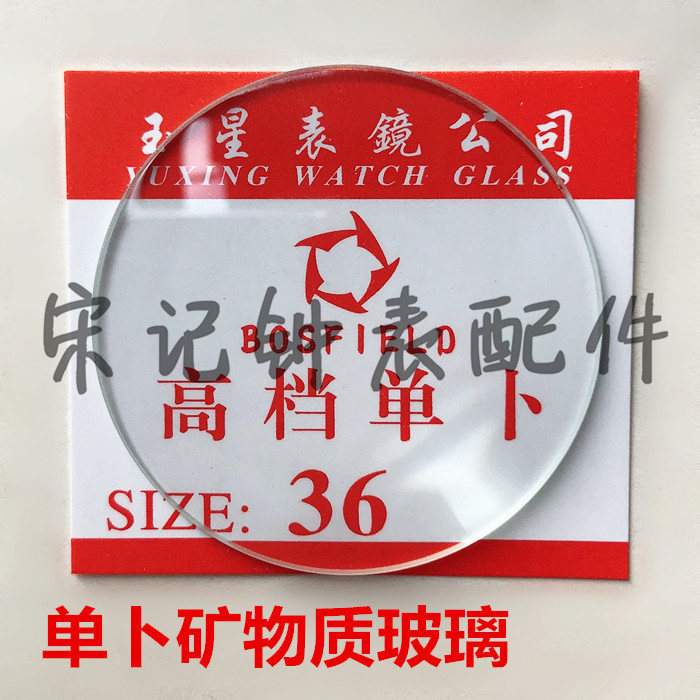 玉星表鏡公司
YUXING WATCH GLASS
宋记钟表配件
BOSFIELD
高档单卜
SIZE: 36
单卜矿物质玻璃